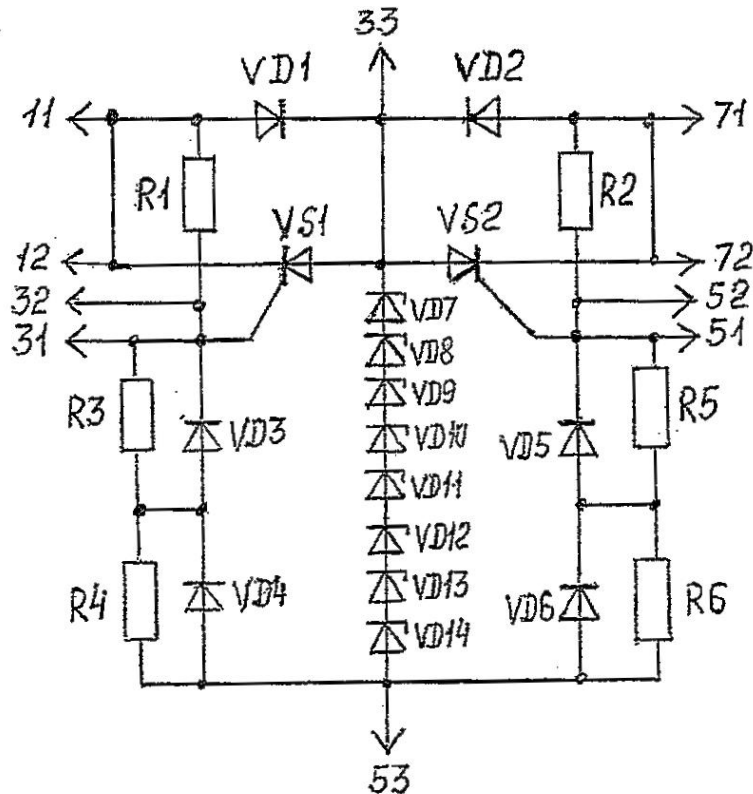 33
VD1 VD2
11 71
R1 R2
VS1 VS2
12 72
32 52
31 51
VD7
VD8
R3 VD9 R5
VD3 VD10 VD5
VD11
VD12
R4 VD4 VD13 VD6 R6
VD14
53